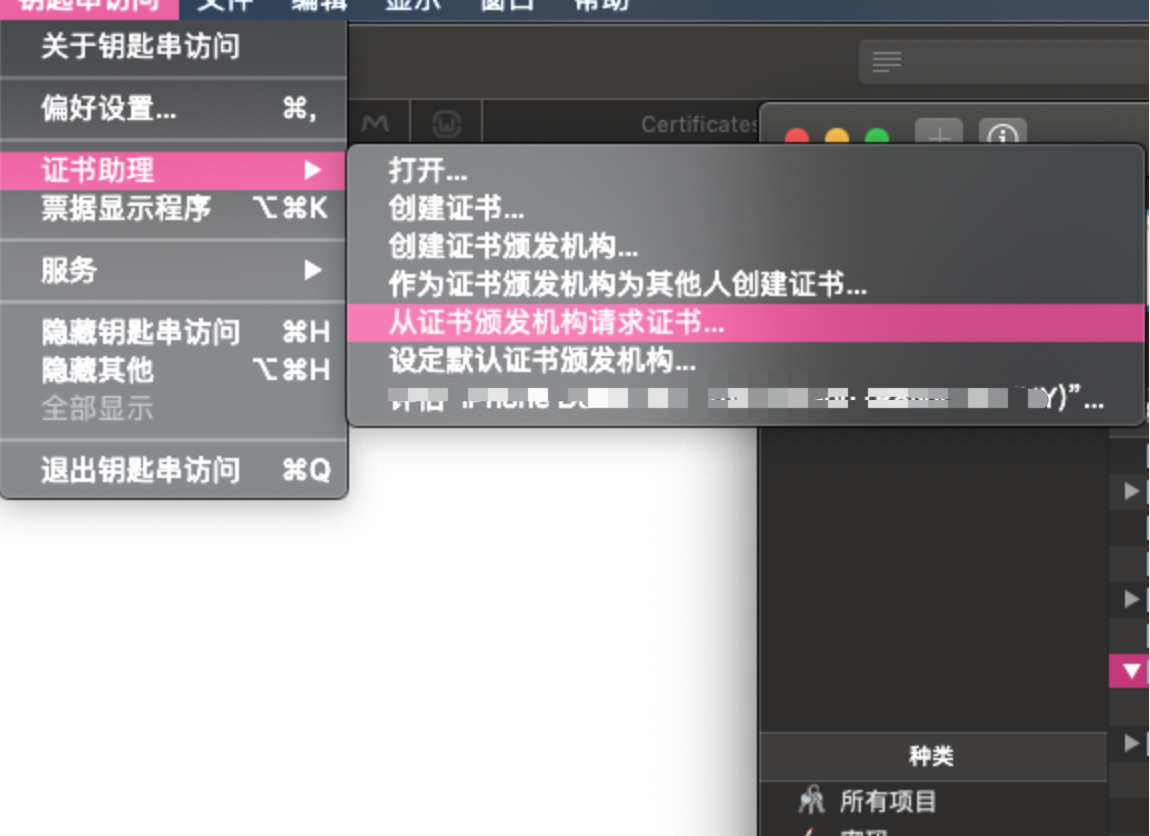 钥匙串访问 文件 编辑 显示 窗口 帮助
关于钥匙串访问
偏好设置... ⌘,
证书助理 ▶
票据显示程序 ⌥⌘K
服务 ▶
隐藏钥匙串访问 ⌘H
隐藏其他 ⌥⌘H
全部显示
退出钥匙串访问 ⌘Q
Certificates
打开...
创建证书...
创建证书颁发机构...
作为证书颁发机构为其他人创建证书...
从证书颁发机构请求证书...
设定默认证书颁发机构...
评估“iPhone Y)”...
种类
所有项目
密码